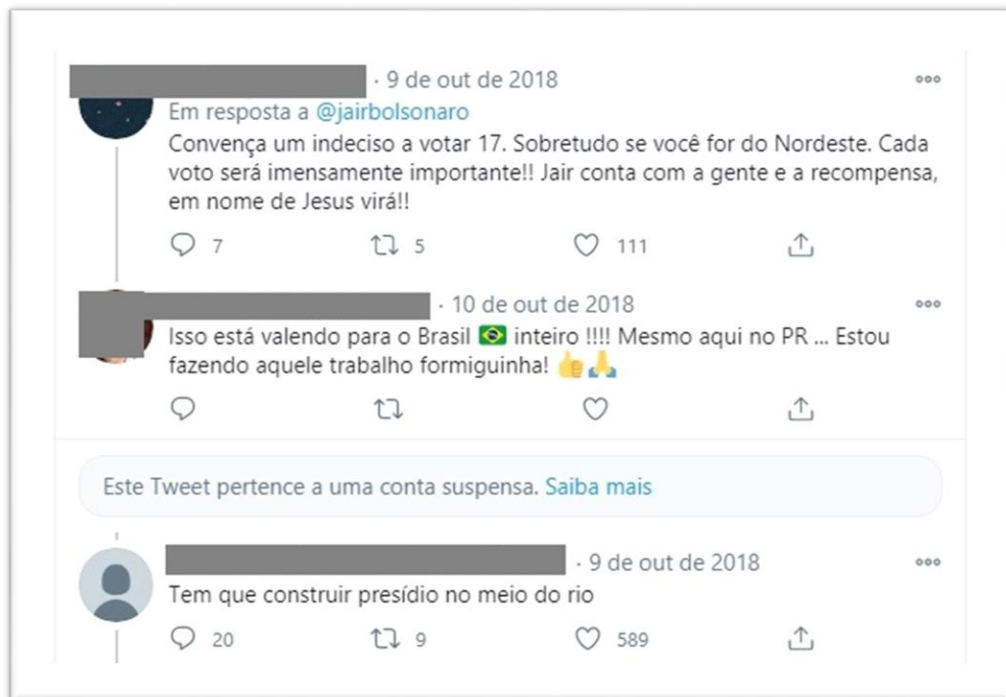 · 9 de out de 2018
Em resposta a @jairbolsonaro
Convença um indeciso a votar 17. Sobretudo se você for do Nordeste. Cada
voto será imensamente importante!! Jair conta com a gente e a recompensa,
em nome de Jesus virá!!
7 5 111
· 10 de out de 2018
Isso está valendo para o Brasil 🇧🇷 inteiro !!!! Mesmo aqui no PR ... Estou
fazendo aquele trabalho formiguinha! 👍🙏
Este Tweet pertence a uma conta suspensa. Saiba mais
· 9 de out de 2018
Tem que construir presídio no meio do rio
20 9 589